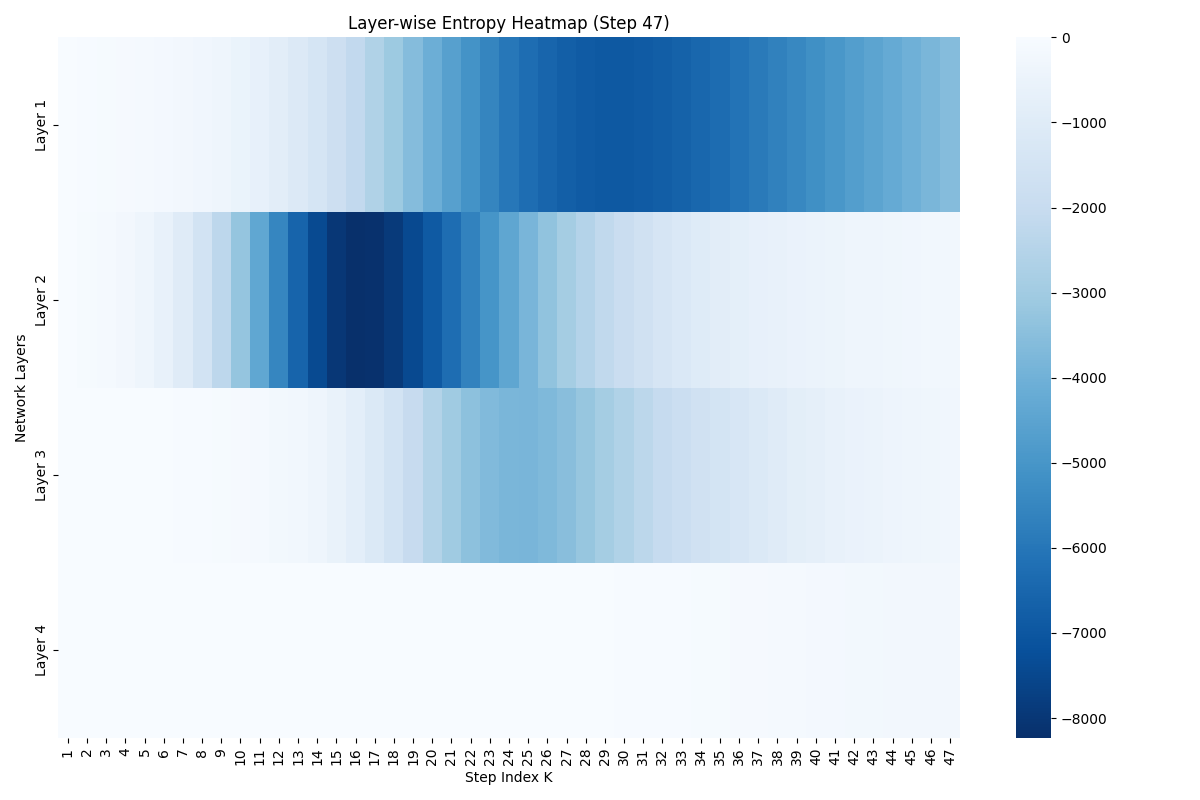 Layer-wise Entropy Heatmap (Step 47)
Network Layers
Layer 1
Layer 2
Layer 3
Layer 4
1 2 3 4 5 6 7 8 9 10 11 12 13 14 15 16 17 18 19 20 21 22 23 24 25 26 27 28 29 30 31 32 33 34 35 36 37 38 39 40 41 42 43 44 45 46 47
Step Index K
0
−1000
−2000
−3000
−4000
−5000
−6000
−7000
−8000